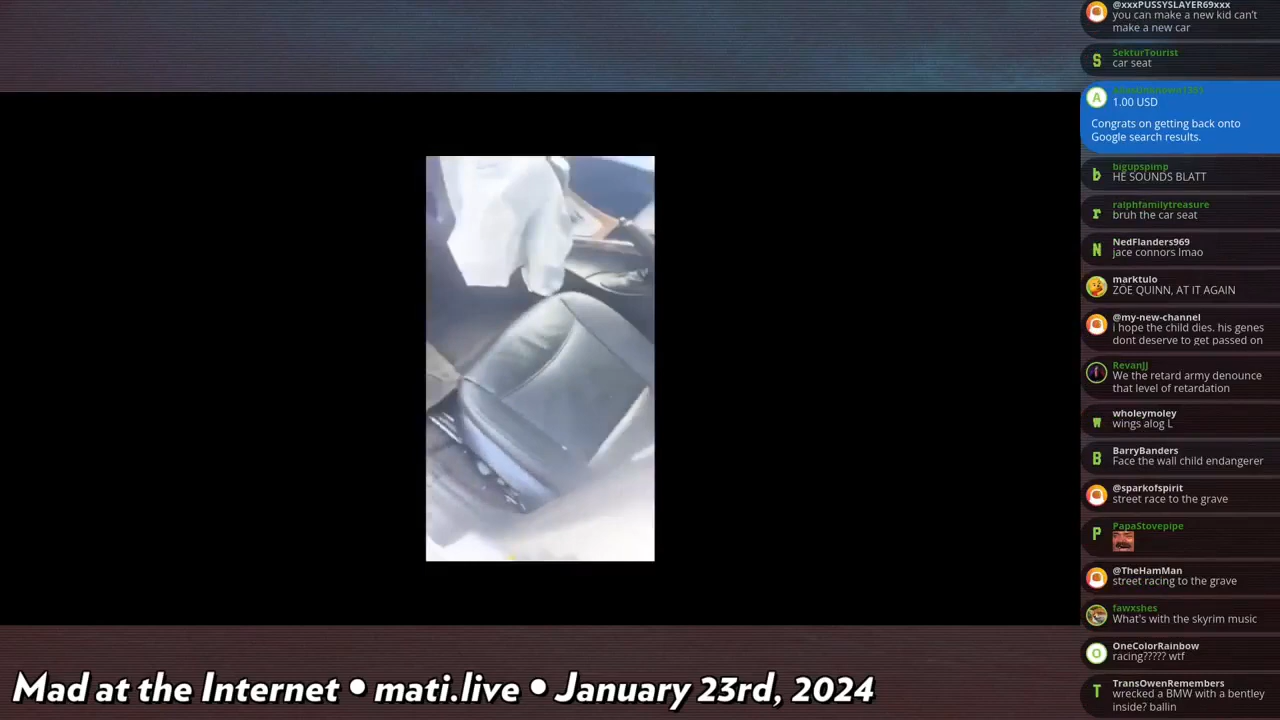 @xxxPUSSYSLAYER69xxx
you can make a new kid can't
make a new car
SekturTourist
car seat
1.00 USD
Congrats on getting back onto
Google search results.
bigupspimp
HE SOUNDS BLATT
ralphfamilytreasure
bruh the car seat
NedFlanders969
jace connors lmao
marktulo
ZOE QUINN, AT IT AGAIN
@my-new-channel
i hope the child dies. his genes
dont deserve to get passed on
RevanJJ
We the retard army denounce
that level of retardation
wholeymoley
wings alog L
BarryBanders
Face the wall child endangerer
@sparkofspirit
street race to the grave
PapaStovepipe
@TheHamMan
street racing to the grave
fawxshes
What's with the skyrim music
OneColorRainbow
racing????? wtf
TransOwenRemembers
wrecked a BMW with a bentley
inside? ballin
Mad at the Internet • mati.live • January 23rd, 2024